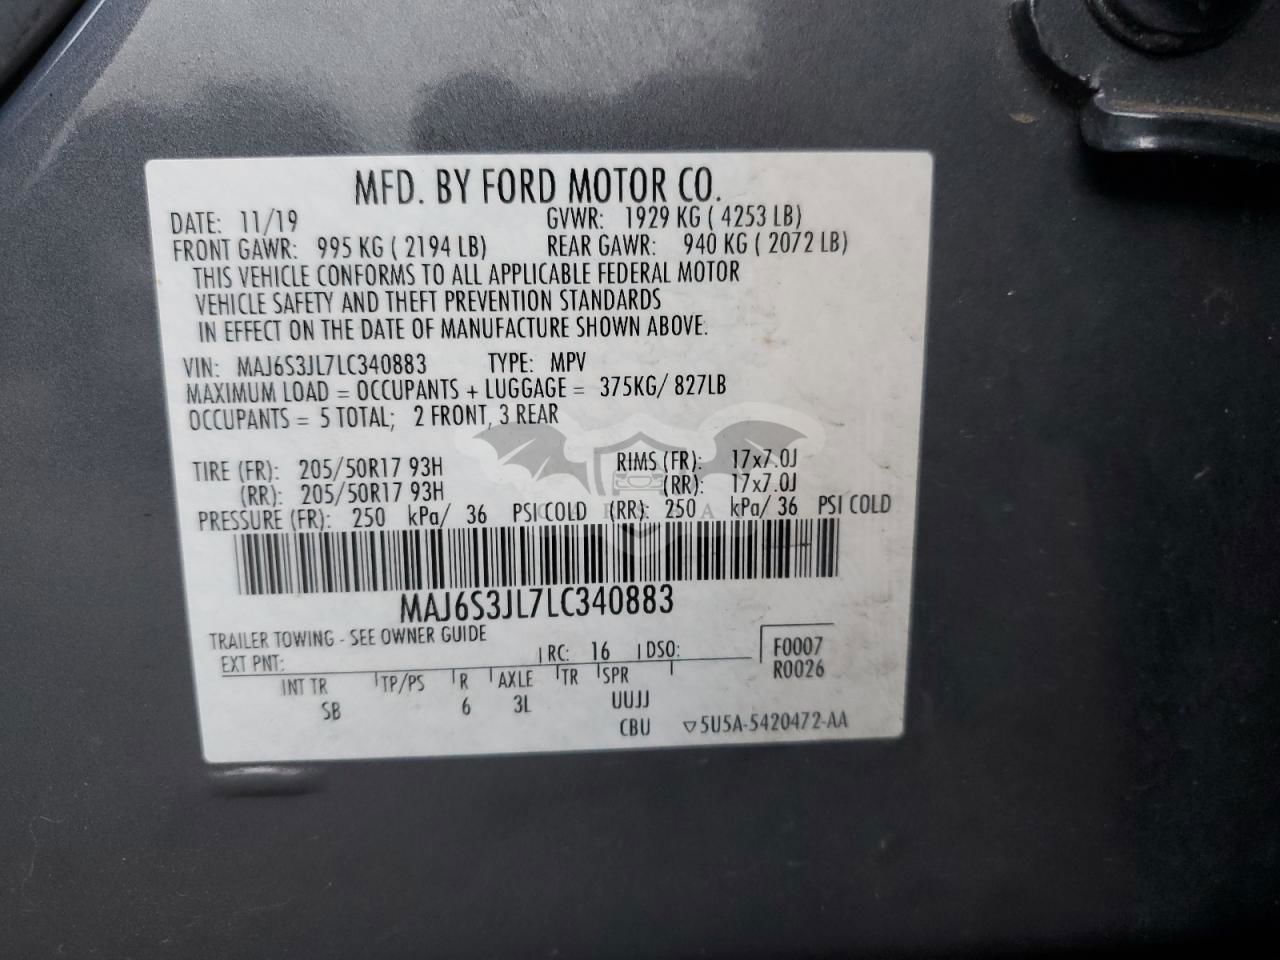 MFD. BY FORD MOTOR CO.
DATE: 11/19 GVWR: 1929 KG ( 4253 LB)
FRONT GAWR: 995 KG ( 2194 LB) REAR GAWR: 940 KG ( 2072 LB)
THIS VEHICLE CONFORMS TO ALL APPLICABLE FEDERAL MOTOR
VEHICLE SAFETY AND THEFT PREVENTION STANDARDS
IN EFFECT ON THE DATE OF MANUFACTURE SHOWN ABOVE.
VIN: MAJ6S3JL7LC340883 TYPE: MPV
MAXIMUM LOAD = OCCUPANTS + LUGGAGE = 375KG/ 827LB
OCCUPANTS = 5 TOTAL; 2 FRONT, 3 REAR
TIRE (FR): 205/50R17 93H RIMS (FR): 17x7.0J
(RR): 205/50R17 93H (RR): 17x7.0J
PRESSURE (FR): 250 kPa/ 36 PSI COLD (RR): 250 kPa/ 36 PSI COLD
MAJ6S3JL7LC340883
TRAILER TOWING - SEE OWNER GUIDE
EXT PNT: RC: 16 DSO: F0007
R0026
INT TR TP/PS R AXLE TR SPR
SB 6 3L UUJJ
CBU ▽5U5A-5420472-AA